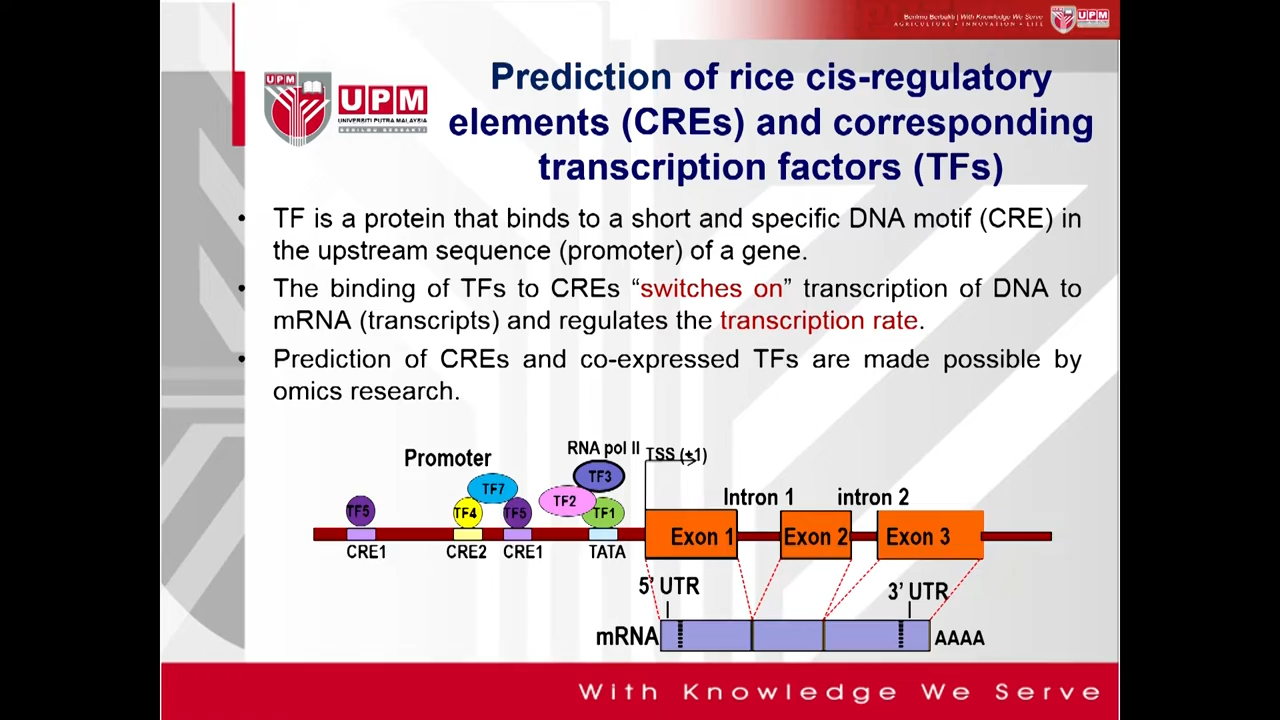 Berilmu Berbakti | With Knowledge We Serve
AGRICULTURE • INNOVATION • LIFE
UPM
UPM
UPM
UNIVERSITI PUTRA MALAYSIA
BERILMU BERBAKTI
Prediction of rice cis-regulatory
elements (CREs) and corresponding
transcription factors (TFs)
• TF is a protein that binds to a short and specific DNA motif (CRE) in
the upstream sequence (promoter) of a gene.
• The binding of TFs to CREs “switches on” transcription of DNA to
mRNA (transcripts) and regulates the transcription rate.
• Prediction of CREs and co-expressed TFs are made possible by
omics research.
Promoter
RNA pol II
TSS (+1)
TF3
TF7
TF2
Intron 1
intron 2
TF5
TF4
TF5
TF1
Exon 1
Exon 2
Exon 3
CRE1
CRE2
CRE1
TATA
5' UTR
3' UTR
mRNA
AAAA
With Knowledge We Serve